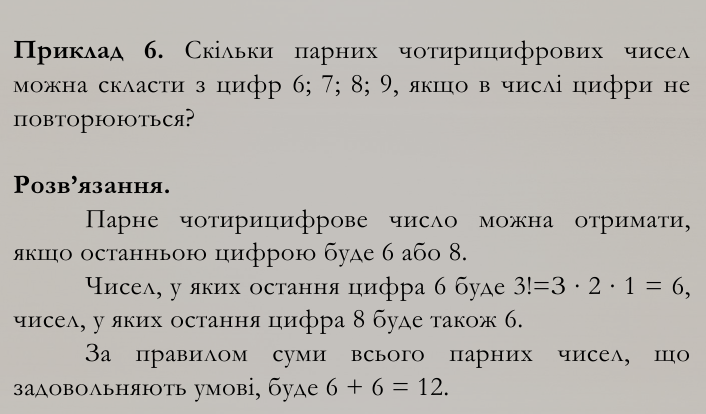 Приклад 6. Скільки парних чотирицифрових чисел
можна скласти з цифр 6; 7; 8; 9, якщо в числі цифри не
повторюються?
Розв’язання.
Парне чотирицифрове число можна отримати,
якщо останньою цифрою буде 6 або 8.
Чисел, у яких остання цифра 6 буде 3!=3 · 2 · 1 = 6,
чисел, у яких остання цифра 8 буде також 6.
За правилом суми всього парних чисел, що
задовольняють умові, буде 6 + 6 = 12.